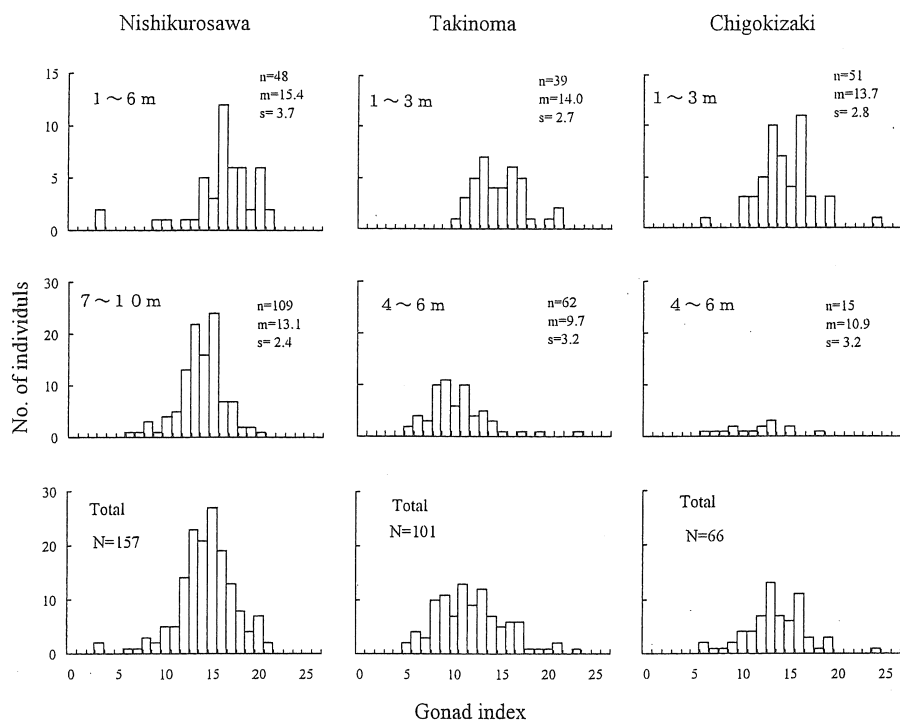 Nishikurosawa Takinoma Chigokizaki
15
10
5
0
1～6 m
n=48
m=15.4
s= 3.7
1～3 m
n=39
m=14.0
s= 2.7
1～3 m
n=51
m=13.7
s= 2.8
No. of individuls
30
20
10
0
7～1 0 m
n=109
m=13.1
s= 2.4
4～6 m
n=62
m=9.7
s=3.2
4～6 m
n=15
m=10.9
s= 3.2
30
20
10
0
Total
N=157
Total
N=101
Total
N=66
0 5 10 15 20 25
0 5 10 15 20 25
0 5 10 15 20 25
Gonad index